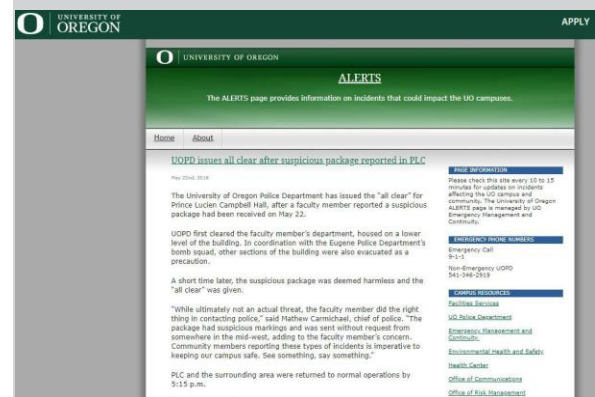 UNIVERSITY OF
OREGON
APPLY
UNIVERSITY OF OREGON
ALERTS
The ALERTS page provides information on incidents that could impact the UO campuses.
Home About
UOPD issues all clear after suspicious package reported in PLC
May 22nd, 2018
The University of Oregon Police Department has issued the "all clear" for
Prince Lucien Campbell Hall, after a faculty member reported a suspicious
package had been received on May 22.
UOPD first cleared the faculty member's department, housed on a lower
level of the building. In coordination with the Eugene Police Department's
bomb squad, other sections of the building were also evacuated as a
precaution.
A short time later, the suspicious package was deemed harmless and the
"all clear" was given.
"While ultimately not an actual threat, the faculty member did the right
thing in contacting police," said Mathew Carmichael, chief of police. "The
package had suspicious markings and was sent without request from
somewhere in the mid-west, adding to the faculty member's concern.
Community members reporting these types of incidents is imperative to
keeping our campus safe. See something, say something."
PLC and the surrounding area were returned to normal operations by
5:15 p.m.
PAGE INFORMATION
Please check this site every 10 to 15
minutes for updates on incidents
affecting the UO campus and
community. The University of Oregon
ALERTS page is managed by UO
Emergency Management and
Continuity.
EMERGENCY PHONE NUMBERS
Emergency Call
9-1-1
Non-Emergency UOPD
541-346-2919
CAMPUS RESOURCES
Facilities Services
UO Police Department
Emergency Management and
Continuity
Environmental Health and Safety
Health Center
Office of Communications
Office of Risk Management